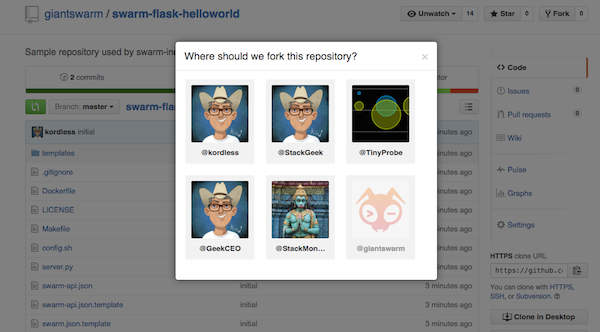 giantswarm / swarm-flask-helloworld
Unwatch 14
Star 0
Fork 0
Sample repository used by swarm-in
Where should we fork this repository? ×
2 commits
Branch: master
swarm-flas
@kordless
@StackGeek
@TinyProbe
@GeekCEO
@StackMon...
@giantswarm
kordless initial
minutes ago
templates
minutes ago
.gitignore
minutes ago
Dockerfile
minutes ago
LICENSE
minutes ago
Makefile
minutes ago
config.sh
minutes ago
server.py
minutes ago
swarm-api.json initial 3 minutes ago
swarm-api.json.template initial 3 minutes ago
swarm.json.template initial 3 minutes ago
Code
Issues 0
Pull requests 0
Wiki
Pulse
Graphs
Settings
HTTPS clone URL
https://github.c
You can clone with HTTPS,
SSH, or Subversion.
Clone in Desktop